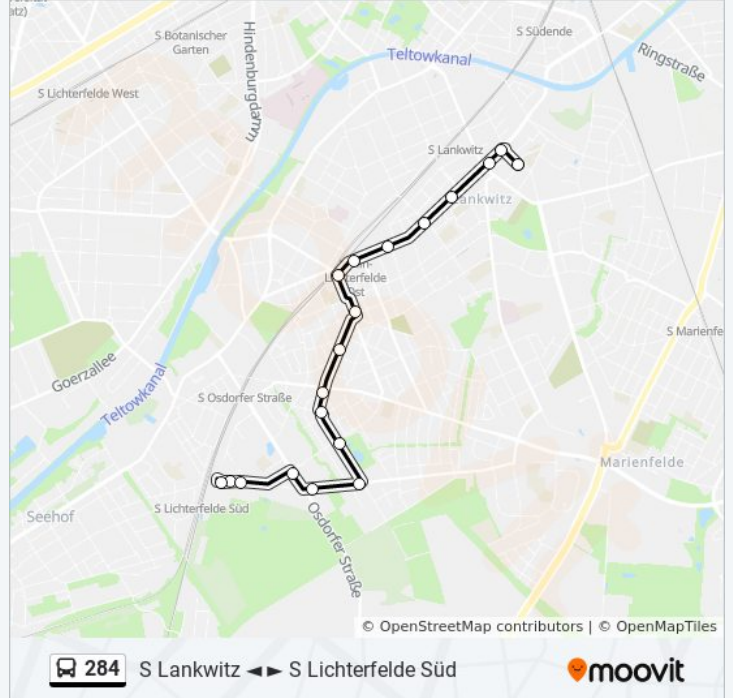 atz)
S Botanischer
Garten
Hindenburgdamm
S Südende
Teltowkanal
Ringstraße
S Lichterfelde West
S Lankwitz
Lankwitz
Lichterfelde
Ost
S Marienfe
Goerzallee
Teltowkanal
S Osdorfer Straße
Marienfelde
Seehof
S Lichterfelde Süd
Osdorfer Straße
© OpenStreetMap contributors | © OpenMapTiles
284 S Lankwitz ◄ ► S Lichterfelde Süd
moovit